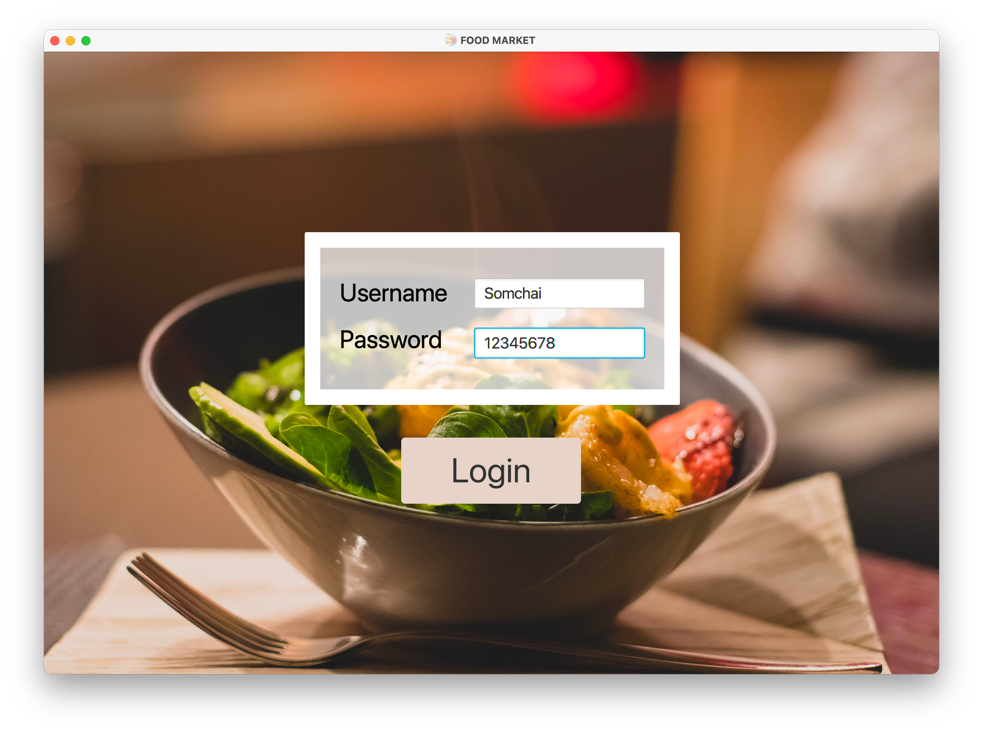 FOOD MARKET
Username Somchai
Password 12345678
Login